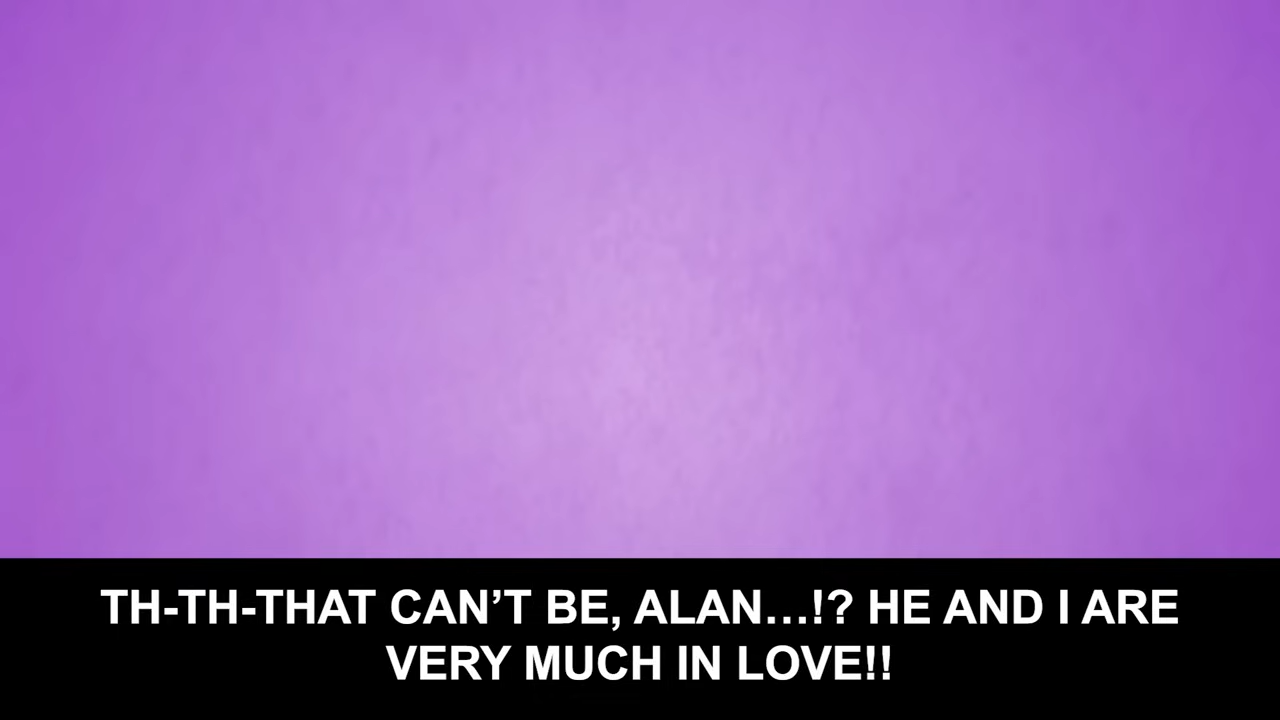 TH-TH-THAT CAN’T BE, ALAN…!? HE AND I ARE
VERY MUCH IN LOVE!!